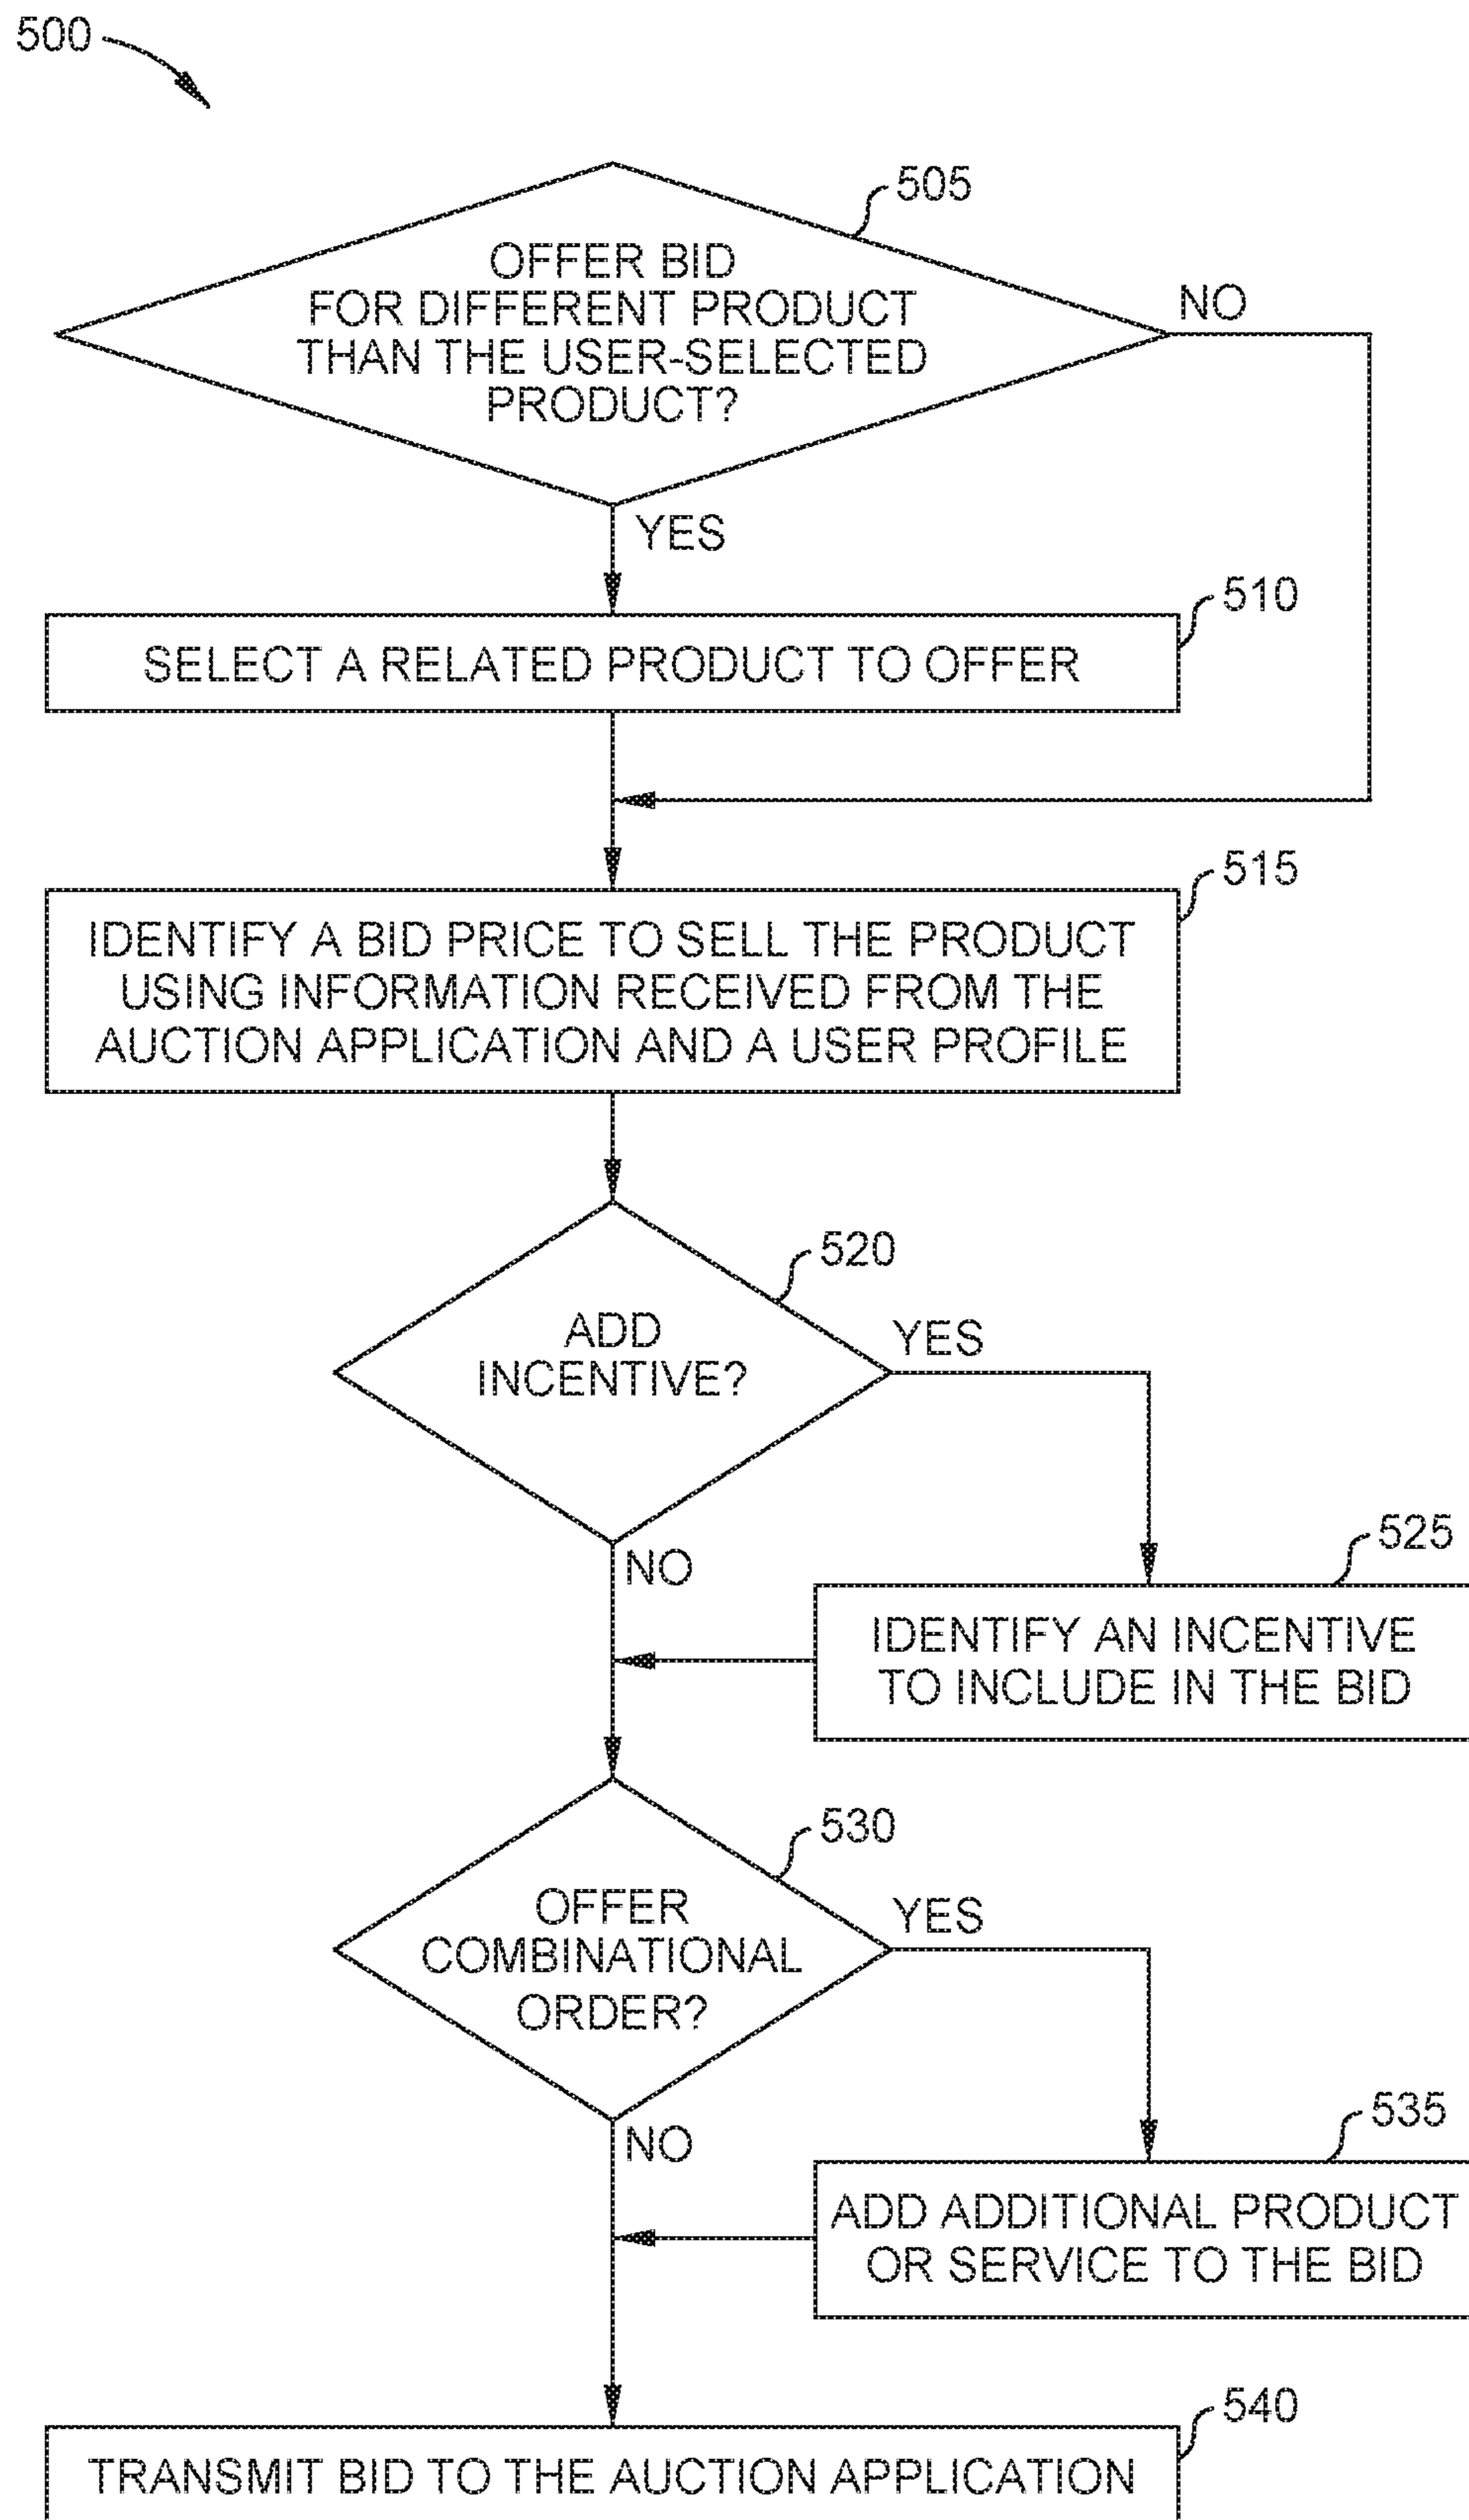 500
505
OFFER BID
FOR DIFFERENT PRODUCT
THAN THE USER-SELECTED
PRODUCT?
NO
YES
510
SELECT A RELATED PRODUCT TO OFFER
515
IDENTIFY A BID PRICE TO SELL THE PRODUCT
USING INFORMATION RECEIVED FROM THE
AUCTION APPLICATION AND A USER PROFILE
520
ADD
INCENTIVE?
YES
NO
525
IDENTIFY AN INCENTIVE
TO INCLUDE IN THE BID
530
OFFER
COMBINATIONAL
ORDER?
YES
NO
535
ADD ADDITIONAL PRODUCT
OR SERVICE TO THE BID
540
TRANSMIT BID TO THE AUCTION APPLICATION